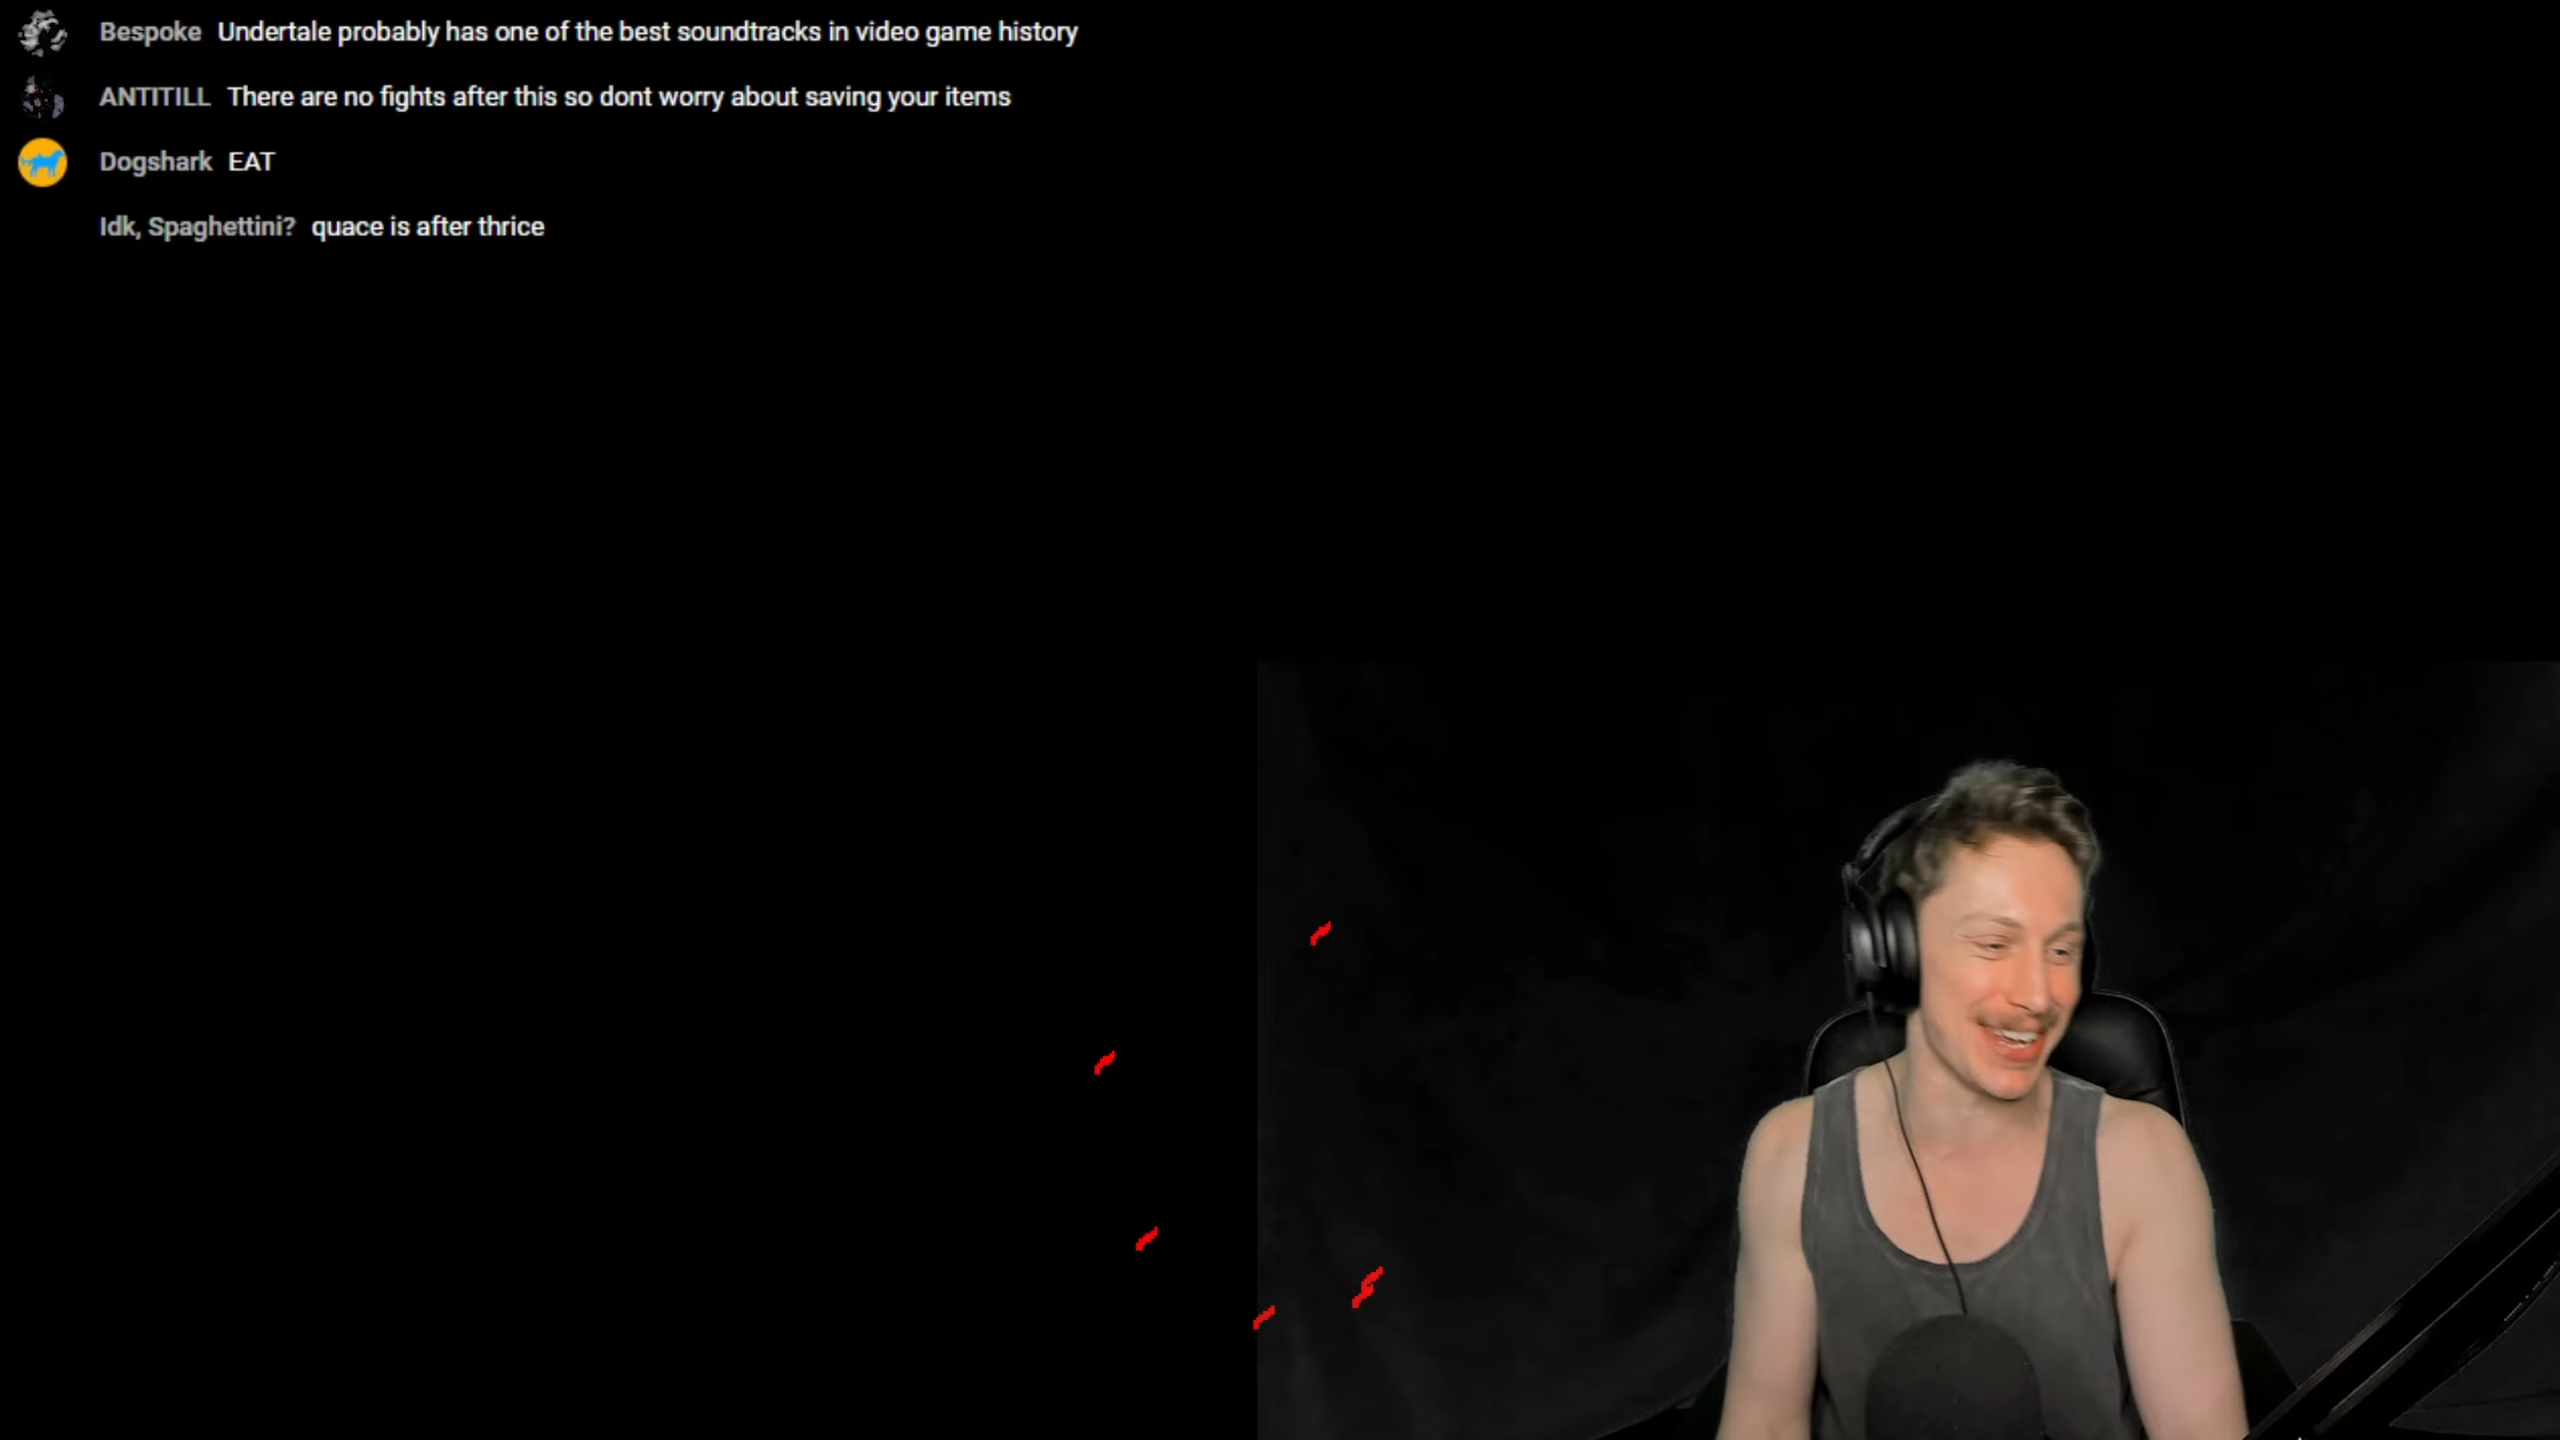 Bespoke Undertale probably has one of the best soundtracks in video game history
ANTITILL There are no fights after this so dont worry about saving your items
Dogshark EAT
Idk, Spaghettini? quace is after thrice